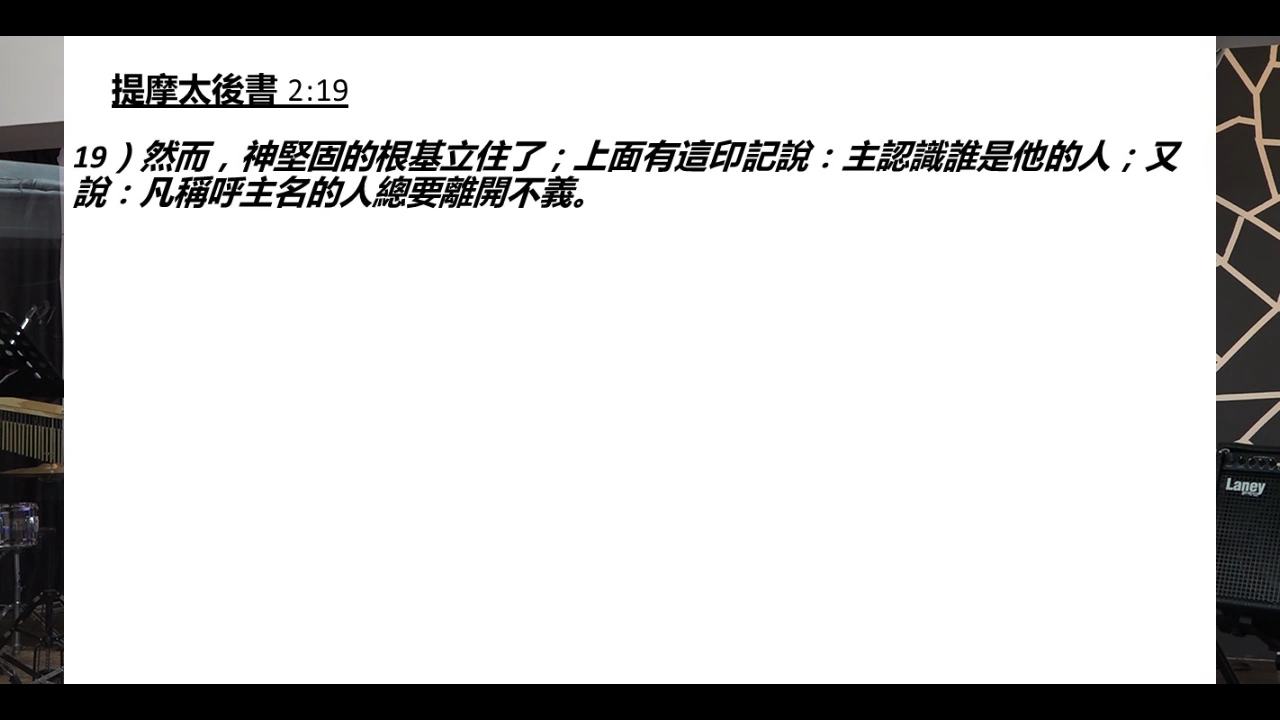 提摩太後書 2:19
19）然而，神堅固的根基立住了；上面有這印記說：主認識誰是他的人；又
說：凡稱呼主名的人總要離開不義。
Laney